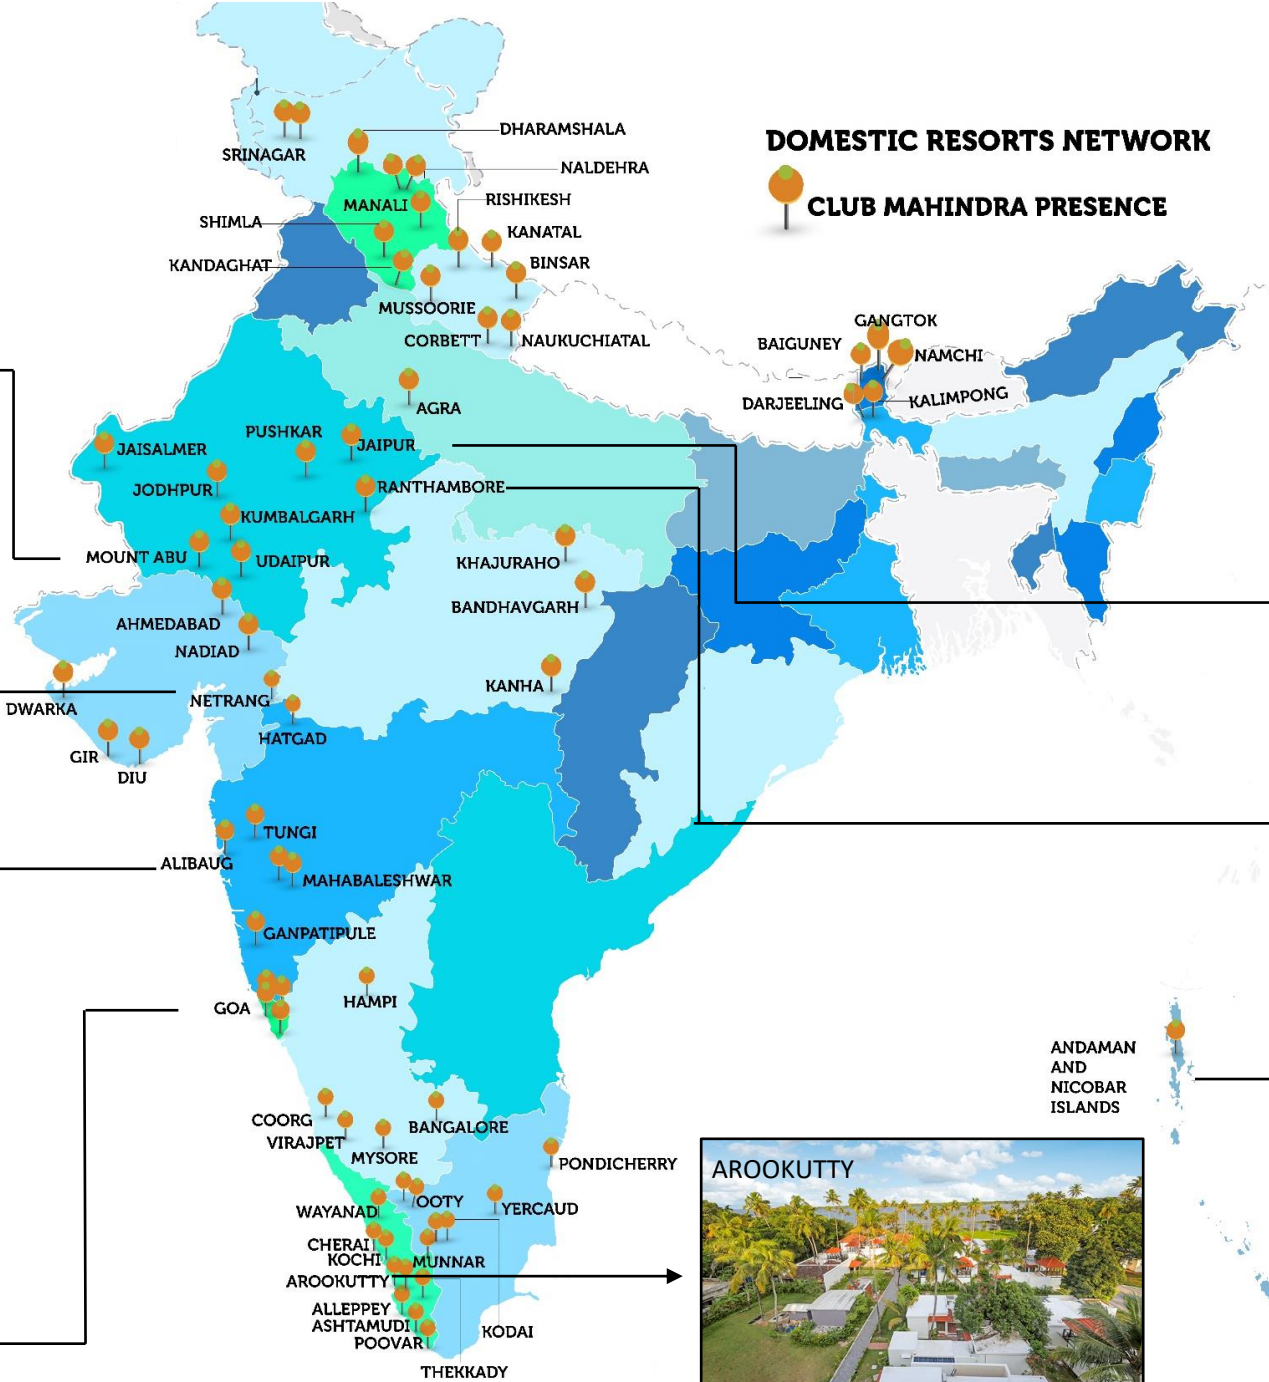 DOMESTIC RESORTS NETWORK
CLUB MAHINDRA PRESENCE
DHARAMSHALA
SRINAGAR
NALDEHRA
MANALI
RISHIKESH
SHIMLA
KANATAL
KANDAGHAT
BINSAR
MUSSOORIE
CORBETT
NAUKUCHIATAL
GANGTOK
BAIGUNEY
NAMCHI
DARJEELING
KALIMPONG
AGRA
PUSHKAR
JAIPUR
JAISALMER
JODHPUR
RANTHAMBORE
KUMBALGARH
MOUNT ABU
UDAIPUR
KHAJURAHO
BANDHAVGARH
AHMEDABAD
NADIAD
KANHA
NETRANG
DWARKA
HATGAD
GIR
DIU
TUNGI
ALIBAUG
MAHABALESHWAR
GANPATIPULE
GOA
HAMPI
ANDAMAN
AND
NICOBAR
ISLANDS
COORG
VIRAJPET
BANGALORE
MYSORE
PONDICHERRY
AROOKUTTY
OOTY
WAYANAD
YERCAUD
CHERAI
KOCHI
MUNNAR
AROOKUTTY
ALLEPPEY
ASHTAMUDI
POOVAR
KODAI
THEKKADY